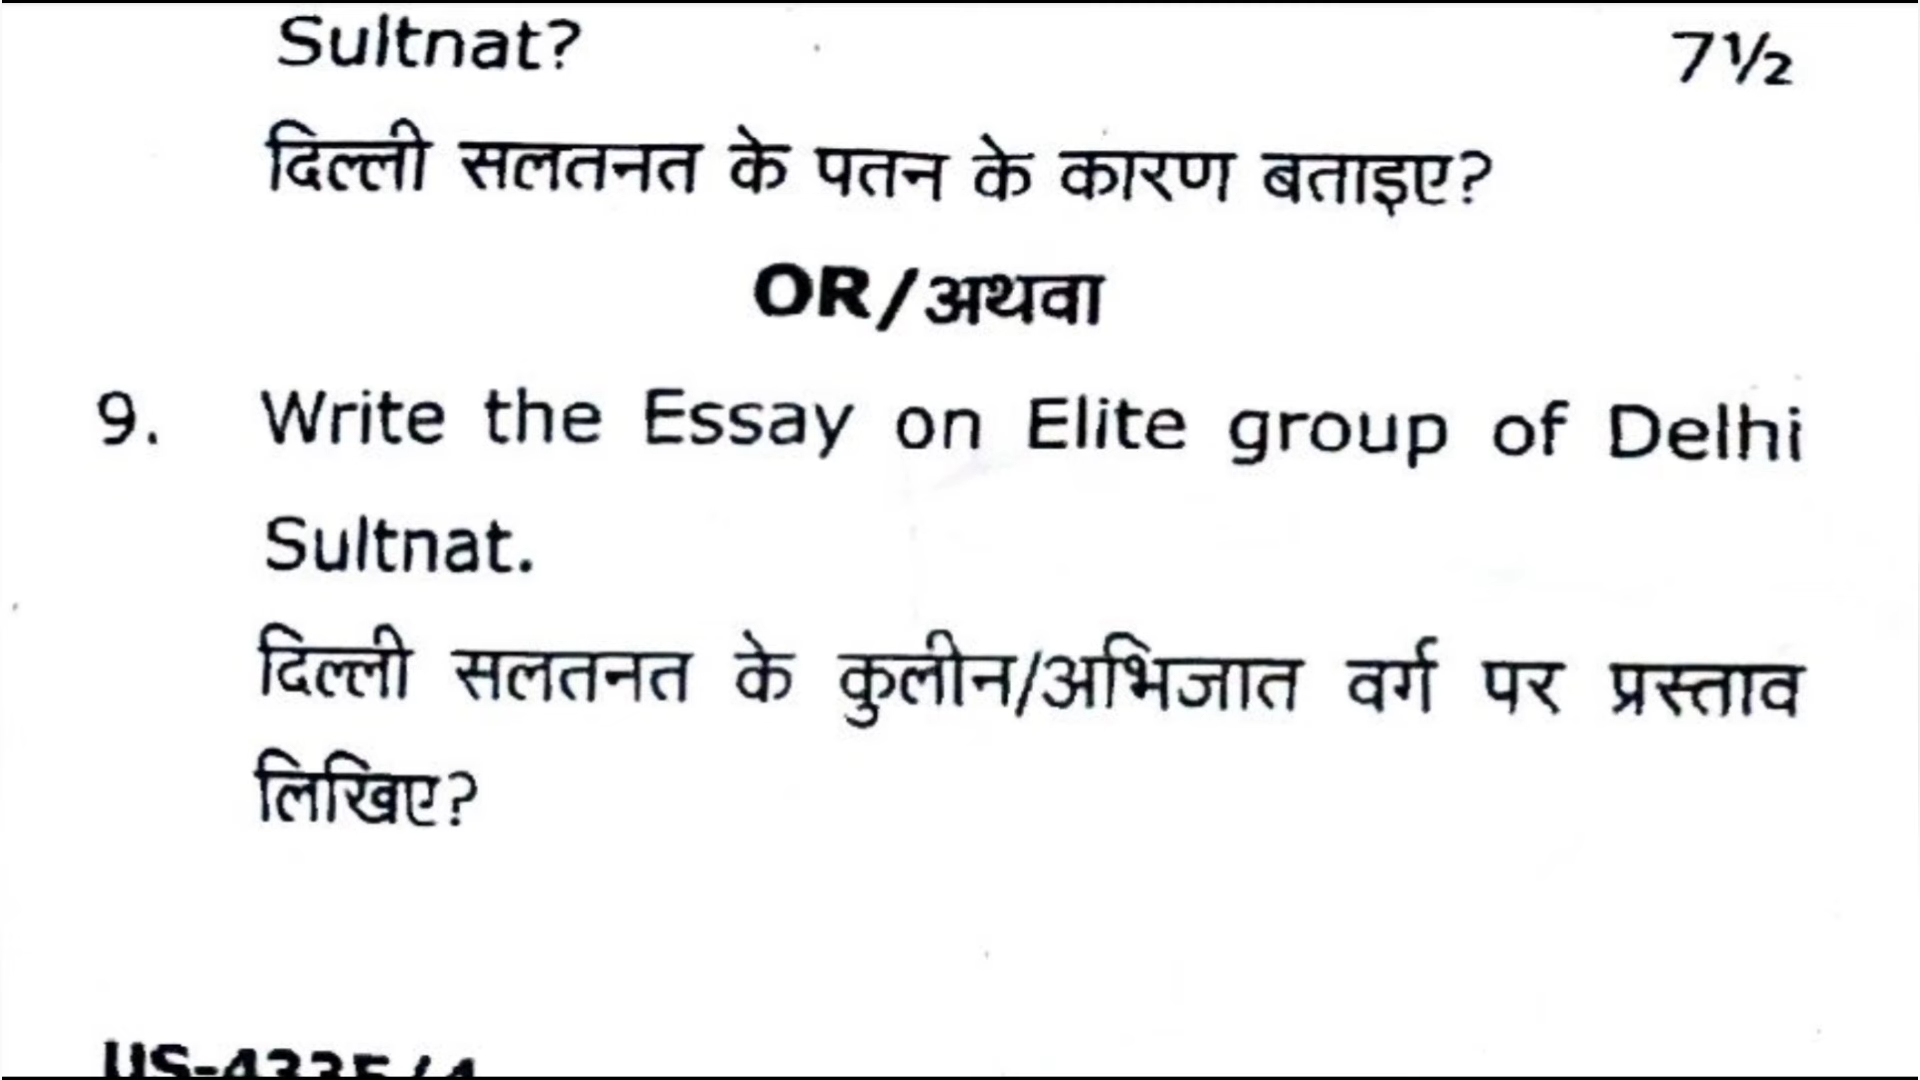 Sultnat? 7½
दिल्ली सलतनत के पतन के कारण बताइए?
OR/अथवा
9. Write the Essay on Elite group of Delhi
Sultnat.
दिल्ली सलतनत के कुलीन/अभिजात वर्ग पर प्रस्ताव
लिखिए?